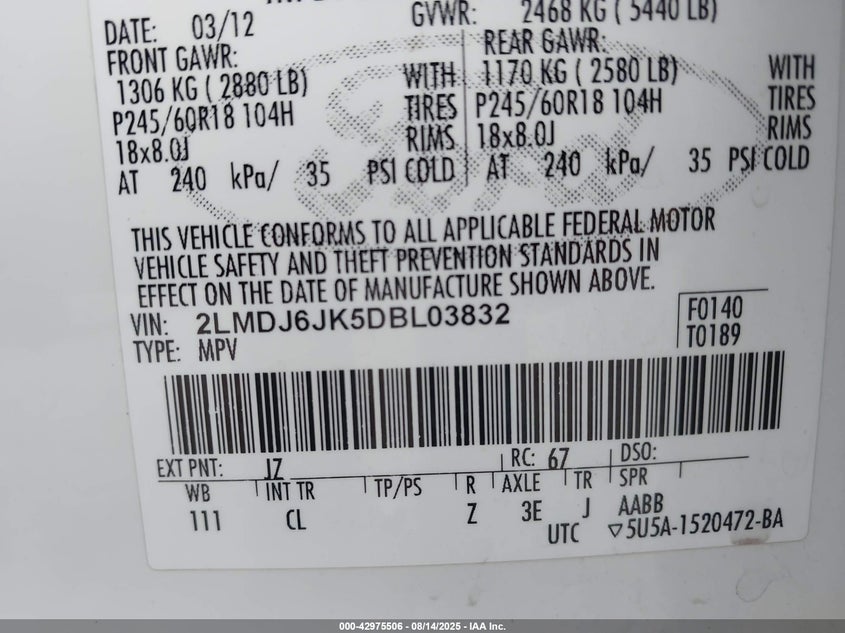 GVWR: 2468 KG ( 5440 LB)
DATE: 03/12
FRONT GAWR: REAR GAWR:
1306 KG ( 2880 LB) WITH 1170 KG ( 2580 LB) WITH
P245/60R18 104H TIRES P245/60R18 104H TIRES
18x8.0J RIMS 18x8.0J RIMS
AT 240 kPa/ 35 PSI COLD AT 240 kPa/ 35 PSI COLD
THIS VEHICLE CONFORMS TO ALL APPLICABLE FEDERAL MOTOR
VEHICLE SAFETY AND THEFT PREVENTION STANDARDS IN
EFFECT ON THE DATE OF MANUFACTURE SHOWN ABOVE.
VIN: 2LMDJ6JK5DBL03832 F0140
TYPE: MPV T0189
EXT PNT: JZ RC: 67 DSO:
WB INT TR TP/PS R AXLE TR SPR
111 CL Z 3E J AABB
UTC ▽5U5A-1520472-BA
000-42975506 - 08/14/2025 - IAA Inc.